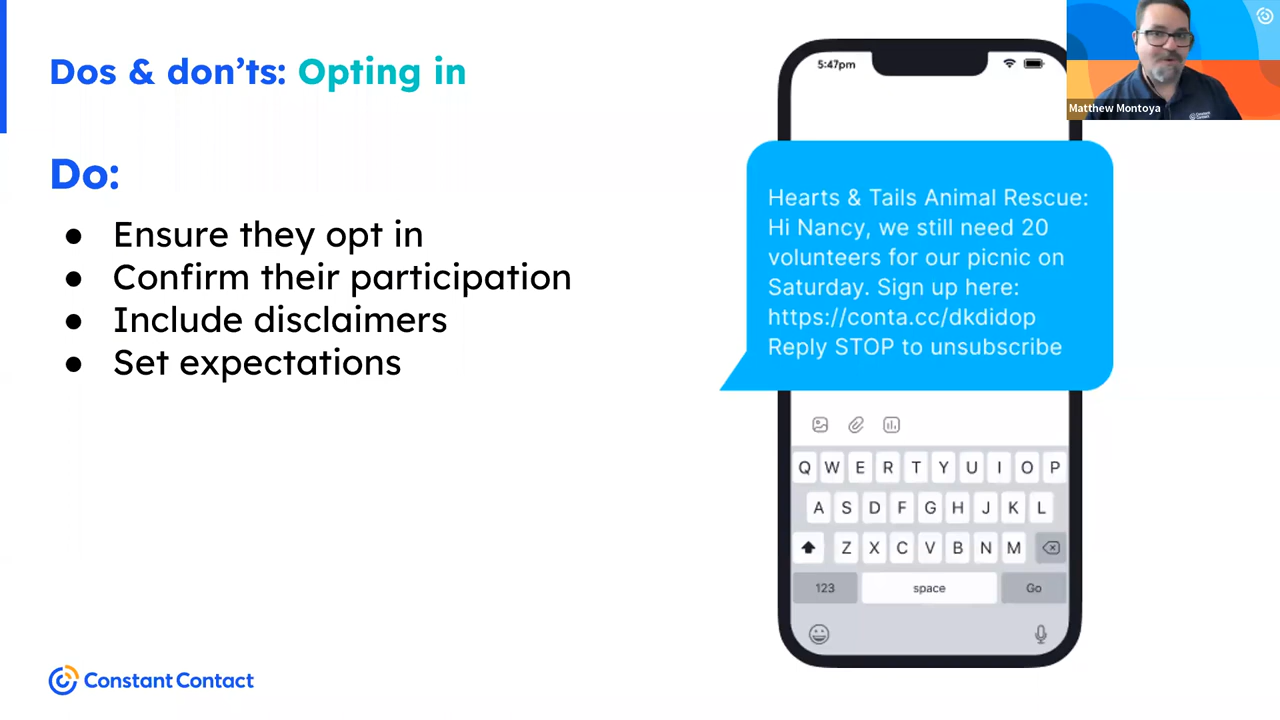 Dos & don'ts: Opting in
Do:
● Ensure they opt in
● Confirm their participation
● Include disclaimers
● Set expectations
Constant Contact
5:47pm
Hearts & Tails Animal Rescue:
Hi Nancy, we still need 20
volunteers for our picnic on
Saturday. Sign up here:
https://conta.cc/dkdidop
Reply STOP to unsubscribe
Q W E R T Y U I O P
A S D F G H J K L
Z X C V B N M
123 space Go
Matthew Montoya
Constant
Contact